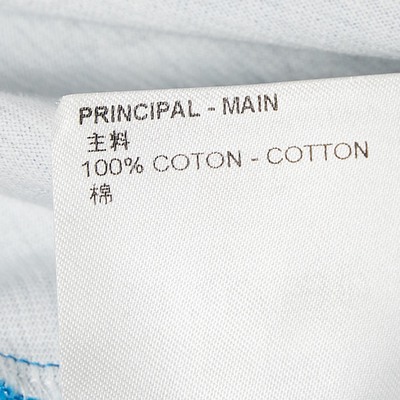 PRINCIPAL - MAIN
主料
100% COTON - COTTON
棉